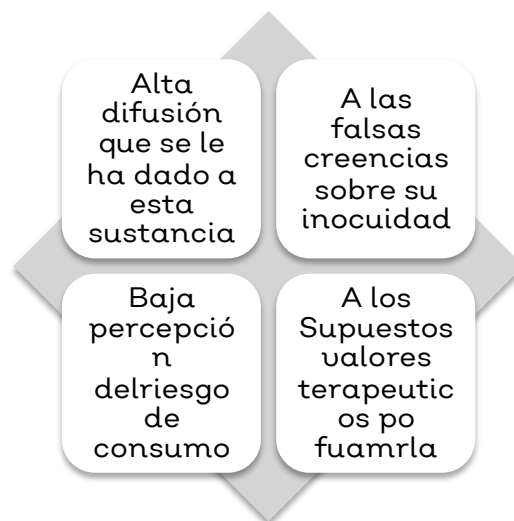 Alta
difusión
que se le
ha dado a
esta
sustancia
A las
falsas
creencias
sobre su
inocuidad
Baja
percepció
n
delriesgo
de
consumo
A los
Supuestos
valores
terapeutic
os po
fuamrla